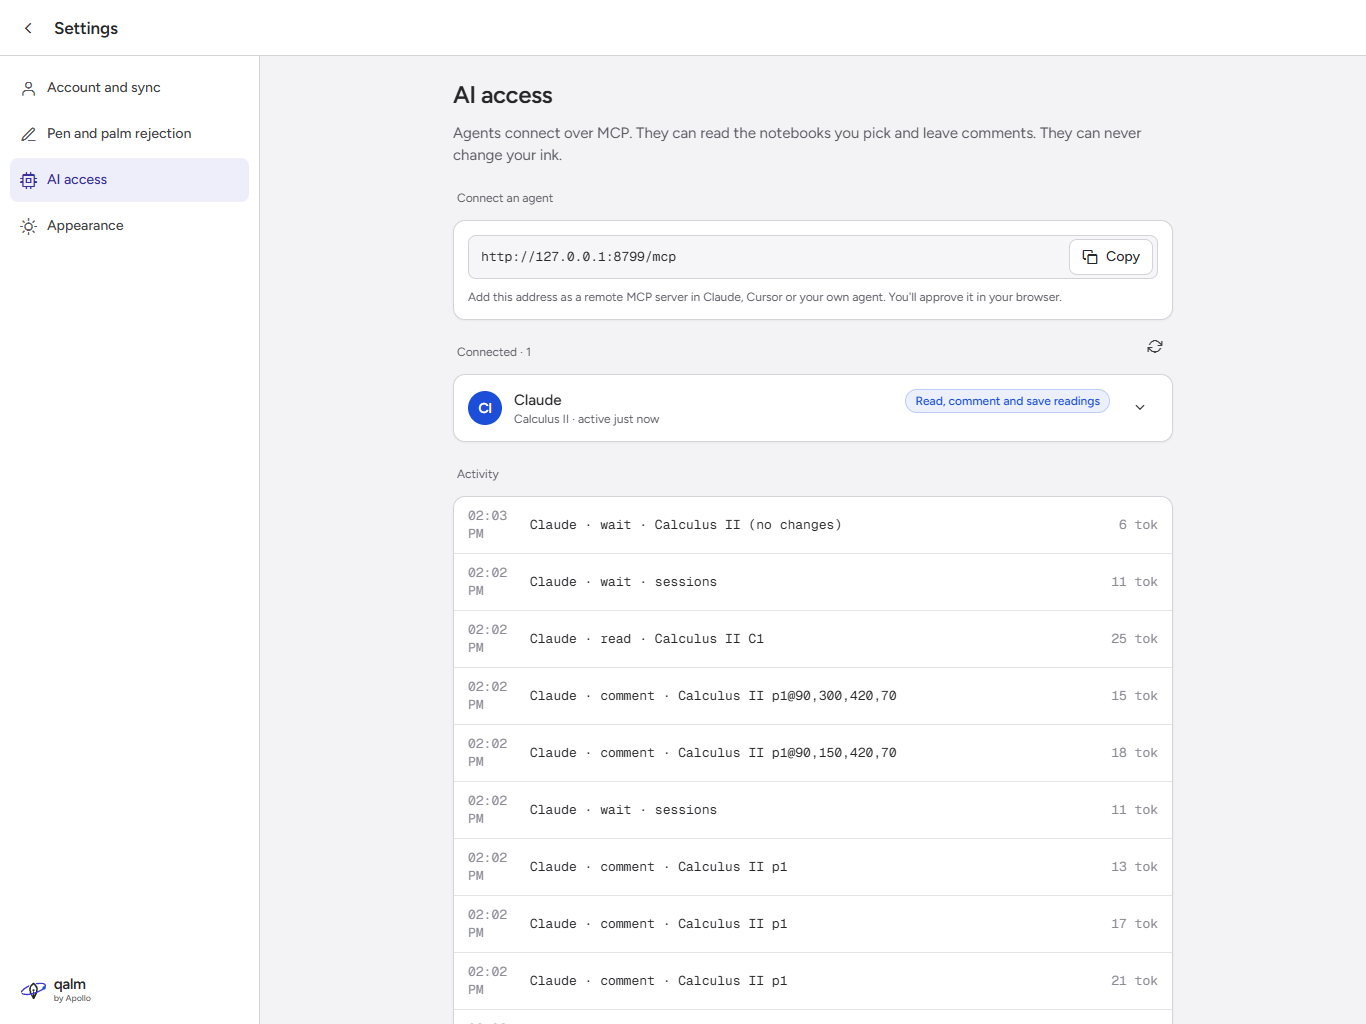 Settings
Account and sync
Pen and palm rejection
AI access
Appearance
qalm
by Apollo
AI access
Agents connect over MCP. They can read the notebooks you pick and leave comments. They can never
change your ink.
Connect an agent
http://127.0.0.1:8799/mcp
Copy
Add this address as a remote MCP server in Claude, Cursor or your own agent. You'll approve it in your browser.
Connected · 1
Cl
Claude
Calculus II · active just now
Read, comment and save readings
Activity
02:03 PM Claude · wait · Calculus II (no changes) 6 tok
02:02 PM Claude · wait · sessions 11 tok
02:02 PM Claude · read · Calculus II C1 25 tok
02:02 PM Claude · comment · Calculus II p1@90,300,420,70 15 tok
02:02 PM Claude · comment · Calculus II p1@90,150,420,70 18 tok
02:02 PM Claude · wait · sessions 11 tok
02:02 PM Claude · comment · Calculus II p1 13 tok
02:02 PM Claude · comment · Calculus II p1 17 tok
02:02 PM Claude · comment · Calculus II p1 21 tok